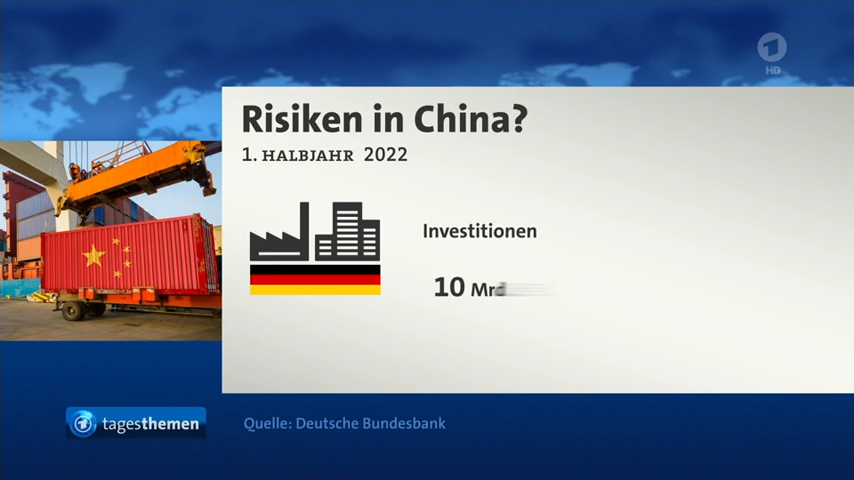 1
HD
Risiken in China?
1. HALBJAHR 2022
Investitionen
10 Mrd
tagesthemen
Quelle: Deutsche Bundesbank